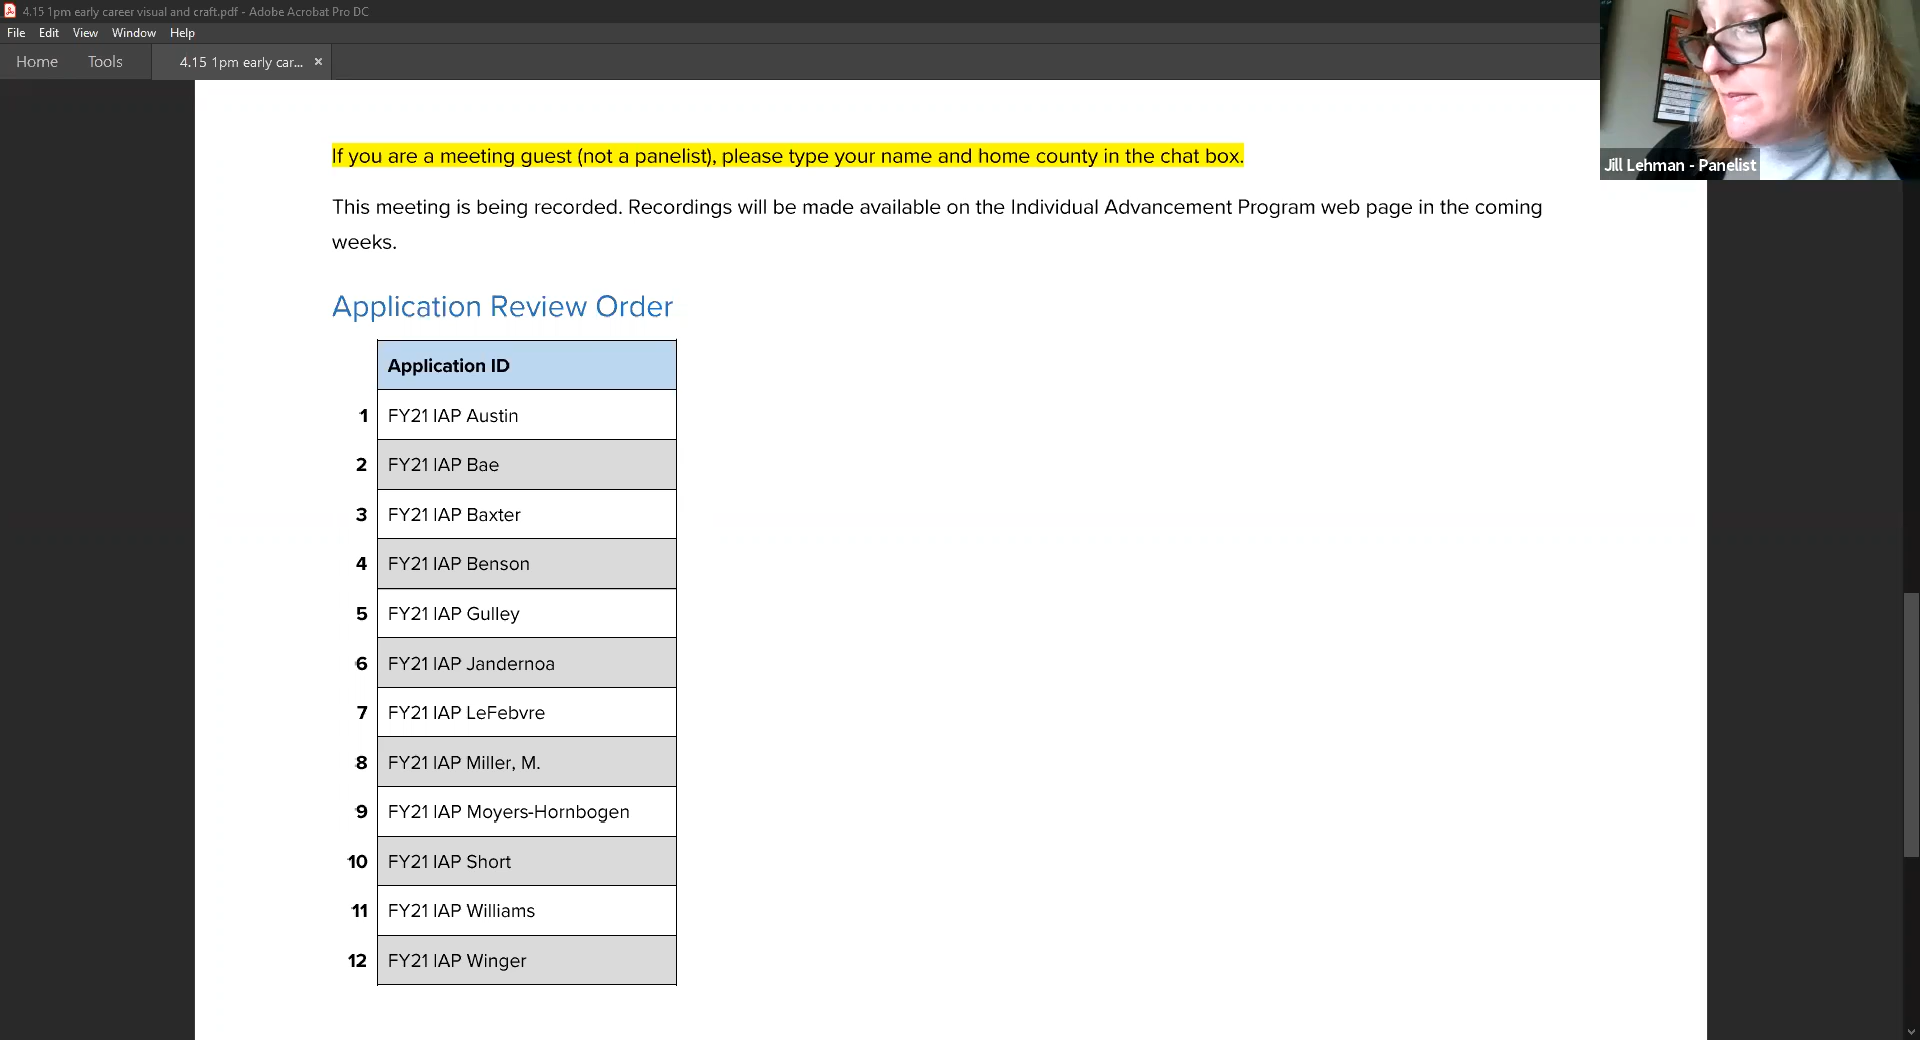 4.15 1pm early career visual and craft.pdf - Adobe Acrobat Pro DC
File Edit View Window Help
Home Tools 4.15 1pm early car... ×
Jill Lehman - Panelist
If you are a meeting guest (not a panelist), please type your name and home county in the chat box.
This meeting is being recorded. Recordings will be made available on the Individual Advancement Program web page in the coming
weeks.
Application Review Order
Application ID
1 FY21 IAP Austin
2 FY21 IAP Bae
3 FY21 IAP Baxter
4 FY21 IAP Benson
5 FY21 IAP Gulley
6 FY21 IAP Jandernoa
7 FY21 IAP LeFebvre
8 FY21 IAP Miller, M.
9 FY21 IAP Moyers-Hornbogen
10 FY21 IAP Short
11 FY21 IAP Williams
12 FY21 IAP Winger